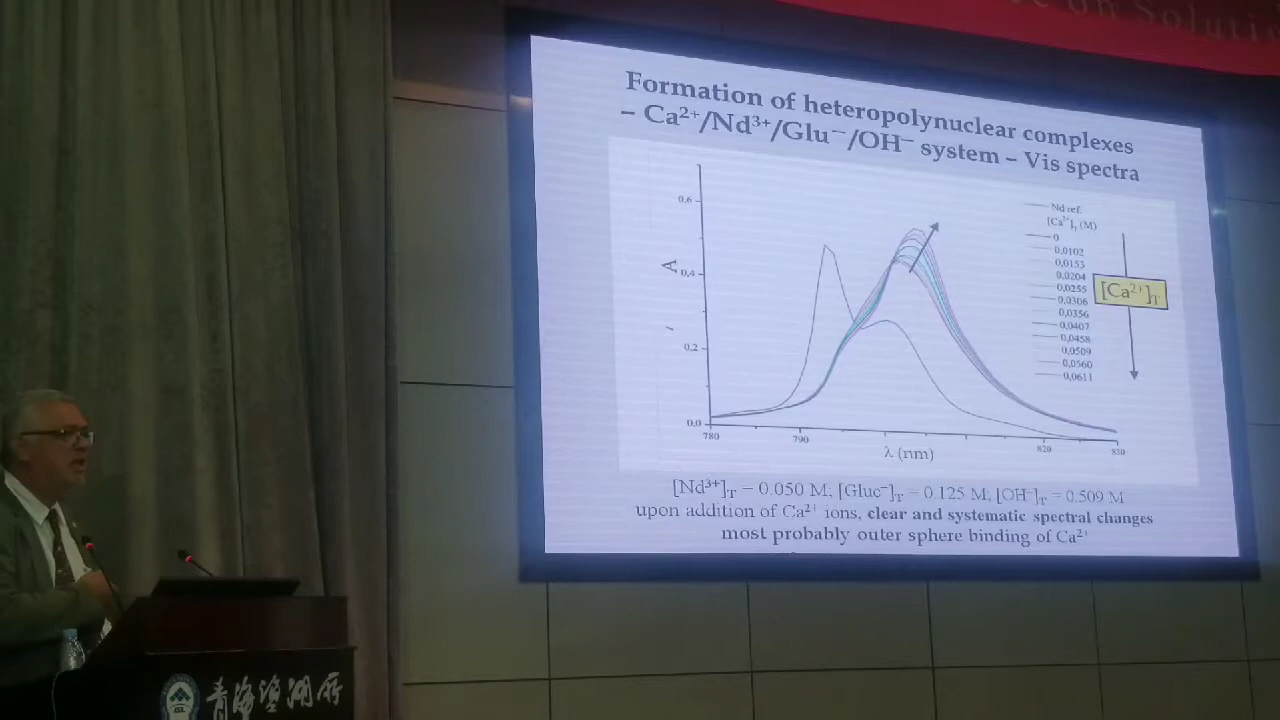 on Soluti
Formation of heteropolynuclear complexes
– Ca²⁺/Nd³⁺/Glu⁻/OH⁻ system – Vis spectra
Nd ref.
[Ca²⁺]T (M)
0
0,0102
0,0153
0,0204
0,0255
0,0306
0,0356
0,0407
0,0458
0,0509
0,0560
0,0611
[Ca²⁺]T
A
0,6
0,4
0,2
0,0
780
790
820
830
λ (nm)
[Nd³⁺]T = 0.050 M, [Gluc⁻]T = 0.125 M, [OH⁻]T = 0.509 M
upon addition of Ca²⁺ ions, clear and systematic spectral changes
most probably outer sphere binding of Ca²⁺
青海盐湖所
ISL